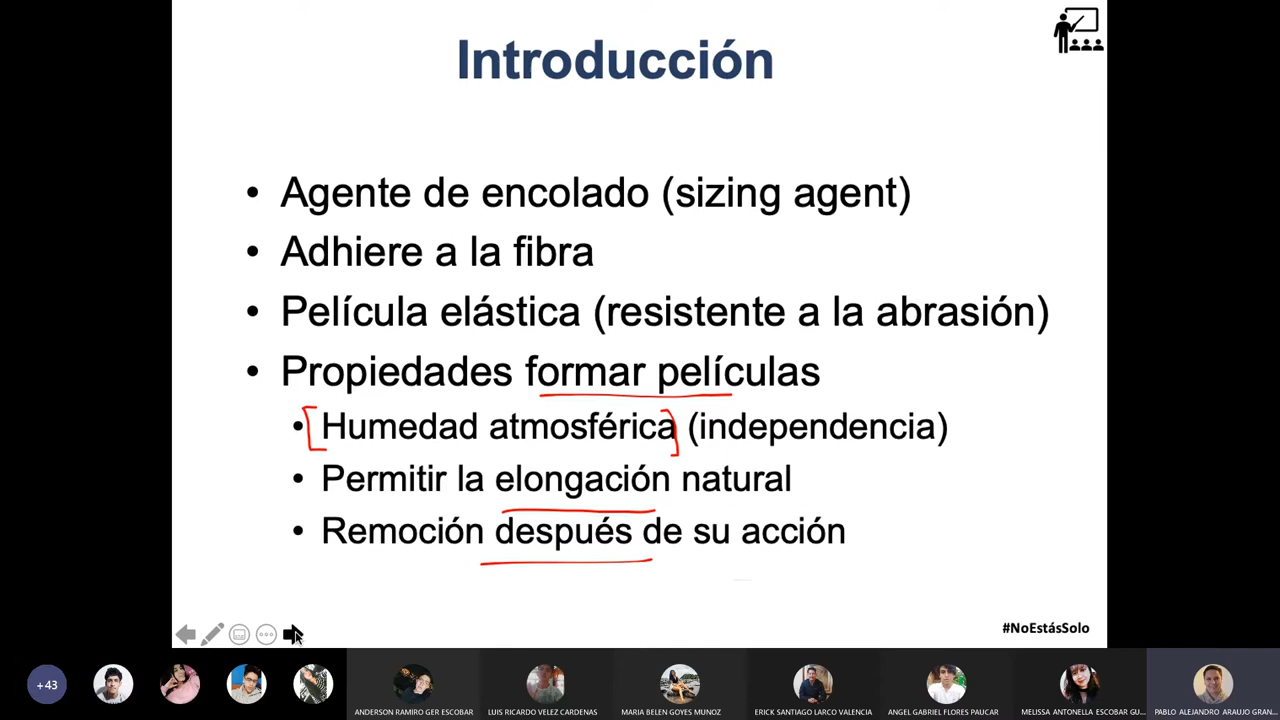 Introducción
• Agente de encolado (sizing agent)
• Adhiere a la fibra
• Película elástica (resistente a la abrasión)
• Propiedades formar películas
• Humedad atmosférica (independencia)
• Permitir la elongación natural
• Remoción después de su acción
#NoEstásSolo
+43
ANDERSON RAMIRO GER ESCOBAR
LUIS RICARDO VELEZ CARDENAS
MARIA BELEN GOYES MUNOZ
ERICK SANTIAGO LARCO VALENCIA
ANGEL GABRIEL FLORES PAUCAR
MELISSA ANTONELLA ESCOBAR GU...
PABLO ALEJANDRO ARAUJO GRAN...